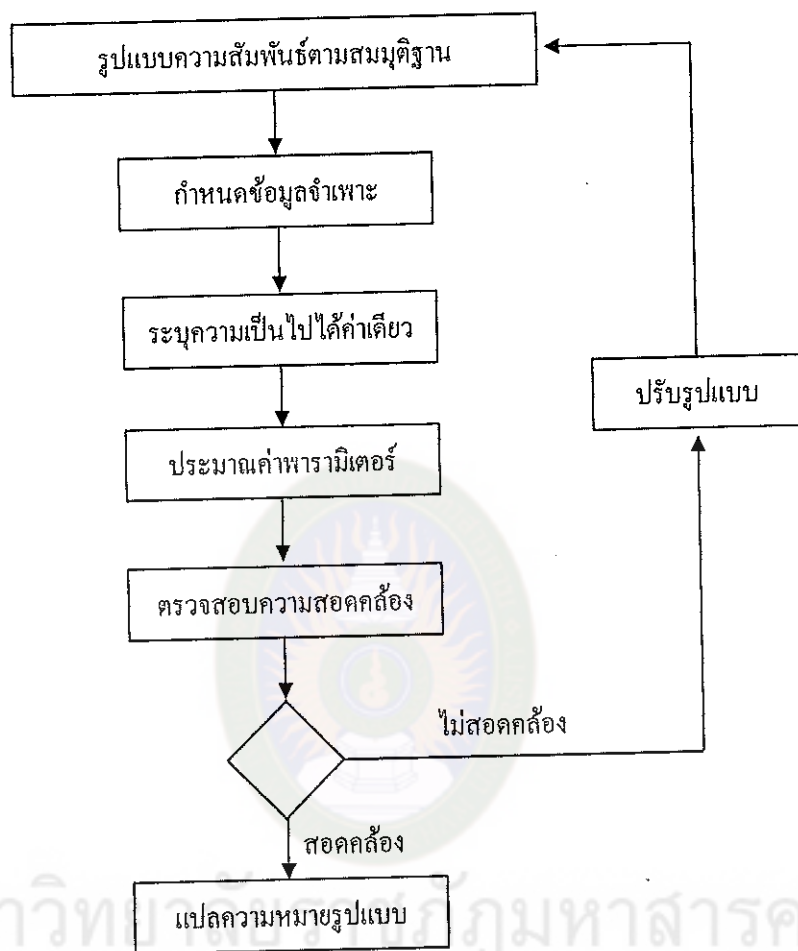 รูปแบบความสัมพันธ์ตามสมมุติฐาน
กำหนดข้อมูลจำเพาะ
ระบุความเป็นไปได้ค่าเดียว
ปรับรูปแบบ
ประมาณค่าพารามิเตอร์
ตรวจสอบความสอดคล้อง
ไม่สอดคล้อง
สอดคล้อง
แปลความหมายรูปแบบ